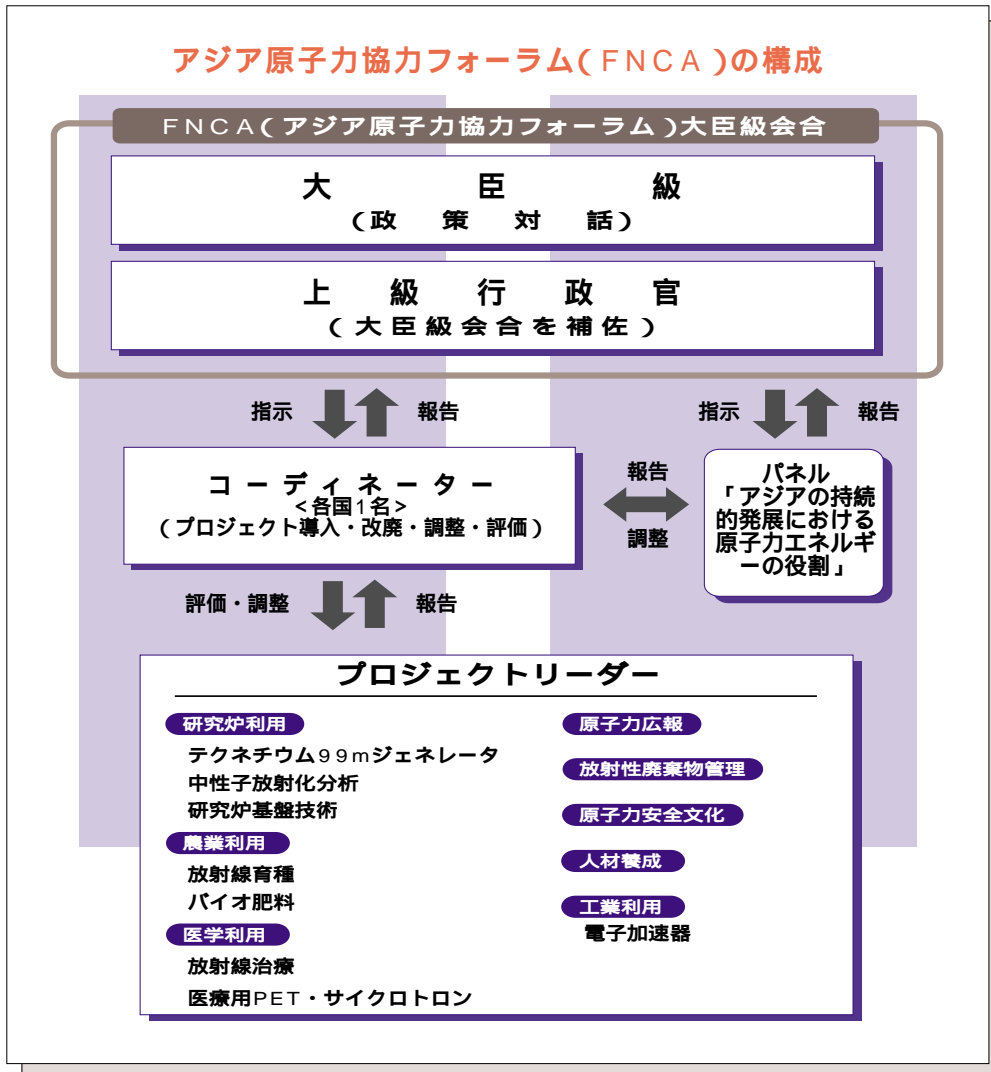 アジア原子力協力フォーラム(FNCA)の構成
FNCA(アジア原子力協力フォーラム)大臣級会合
大臣級
(政策対話)
上級行政官
(大臣級会合を補佐)
指示 報告
指示 報告
コーディネーター
<各国1名>
(プロジェクト導入・改廃・調整・評価)
報告
調整
パネル
「アジアの持続
的発展における
原子力エネルギ
ーの役割」
評価・調整 報告
プロジェクトリーダー
研究炉利用
テクネチウム99mジェネレータ
中性子放射化分析
研究炉基盤技術
農業利用
放射線育種
バイオ肥料
医学利用
放射線治療
医療用PET・サイクロトロン
原子力広報
放射性廃棄物管理
原子力安全文化
人材養成
工業利用
電子加速器